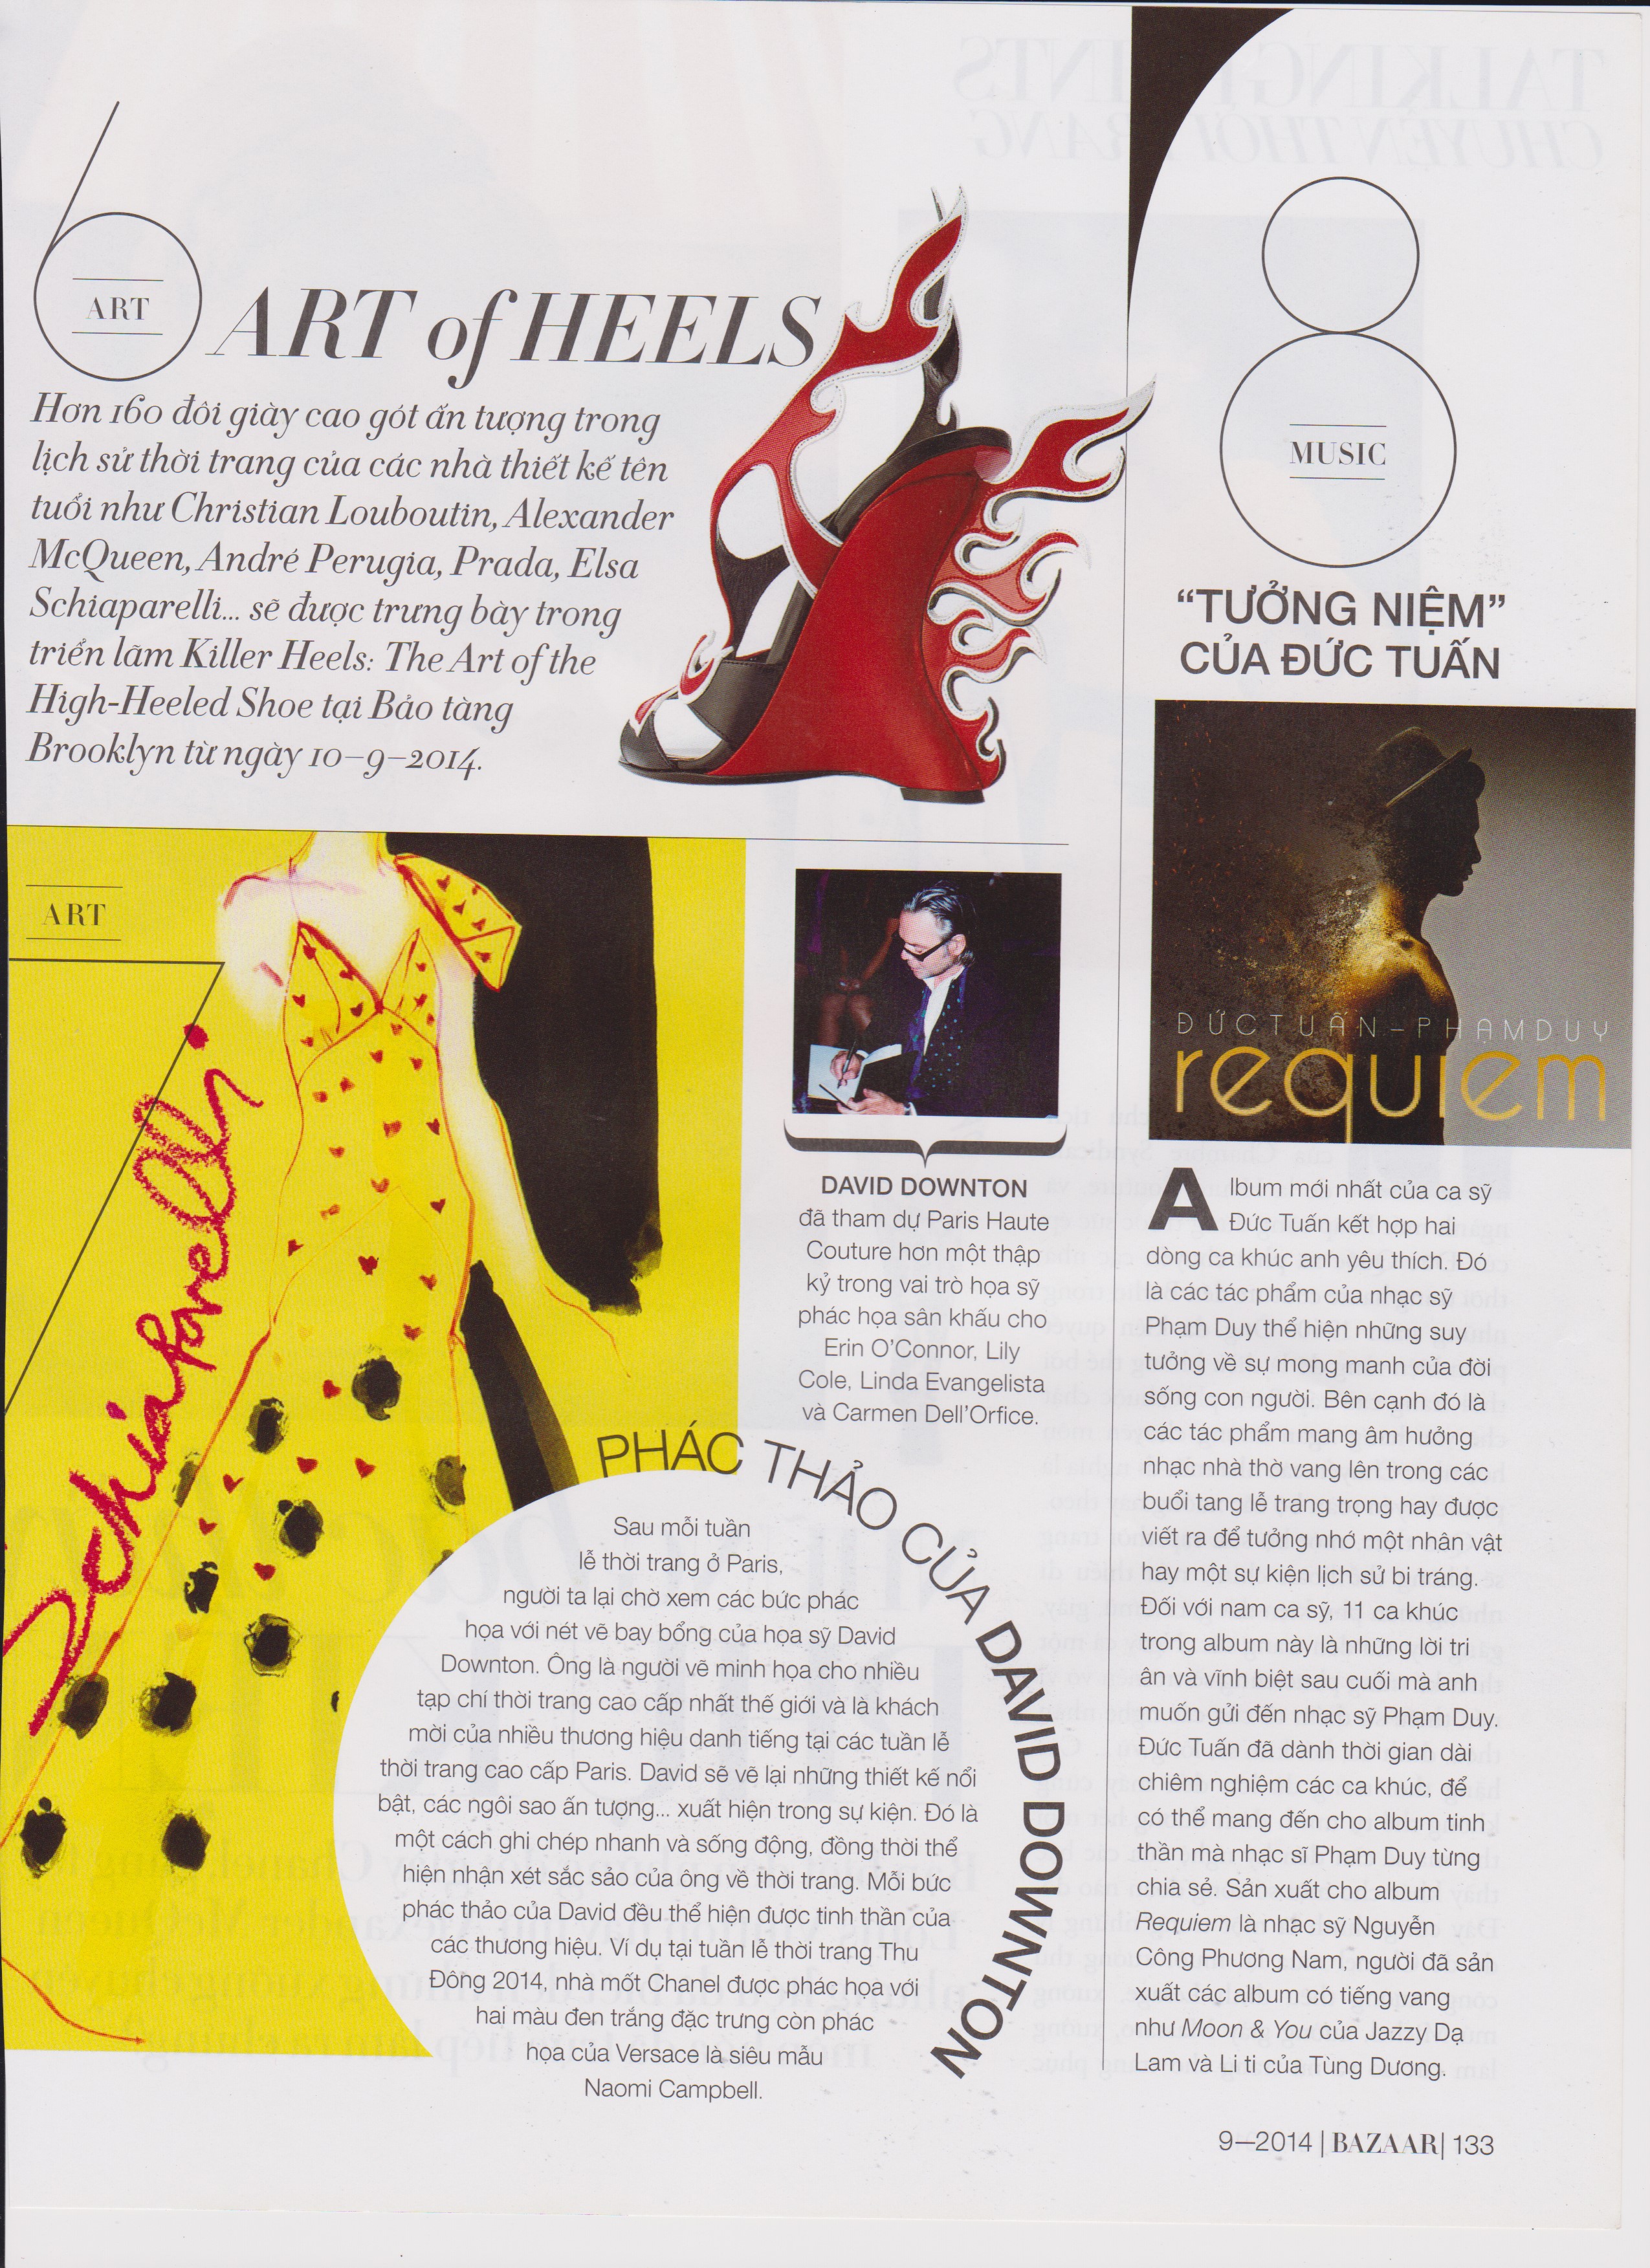 ART
ART of HEELS
Hơn 160 đôi giày cao gót ấn tượng trong
lịch sử thời trang của các nhà thiết kế tên
tuổi như Christian Louboutin, Alexander
McQueen, André Perugia, Prada, Elsa
Schiaparelli... sẽ được trưng bày trong
triển lãm Killer Heels: The Art of the
High-Heeled Shoe tại Bảo tàng
Brooklyn từ ngày 10–9–2014.
7
ART
Schiaparelli
DAVID DOWNTON
đã tham dự Paris Haute
Couture hơn một thập
kỷ trong vai trò họa sỹ
phác họa sân khấu cho
Erin O'Connor, Lily
Cole, Linda Evangelista
và Carmen Dell'Orfice.
PHÁC THẢO CỦA DAVID DOWNTON
Sau mỗi tuần
lễ thời trang ở Paris,
người ta lại chờ xem các bức phác
họa với nét vẽ bay bổng của họa sỹ David
Downton. Ông là người vẽ minh họa cho nhiều
tạp chí thời trang cao cấp nhất thế giới và là khách
mời của nhiều thương hiệu danh tiếng tại các tuần lễ
thời trang cao cấp Paris. David sẽ vẽ lại những thiết kế nổi
bật, các ngôi sao ấn tượng... xuất hiện trong sự kiện. Đó là
một cách ghi chép nhanh và sống động, đồng thời thể
hiện nhận xét sắc sảo của ông về thời trang. Mỗi bức
phác thảo của David đều thể hiện được tinh thần của
các thương hiệu. Ví dụ tại tuần lễ thời trang Thu
Đông 2014, nhà mốt Chanel được phác họa với
hai màu đen trắng đặc trưng còn phác
họa của Versace là siêu mẫu
Naomi Campbell.
8
MUSIC
“TƯỞNG NIỆM”
CỦA ĐỨC TUẤN
ĐỨC TUẤN – PHẠM DUY
requiem
Album mới nhất của ca sỹ
Đức Tuấn kết hợp hai
dòng ca khúc anh yêu thích. Đó
là các tác phẩm của nhạc sỹ
Phạm Duy thể hiện những suy
tưởng về sự mong manh của đời
sống con người. Bên cạnh đó là
các tác phẩm mang âm hưởng
nhạc nhà thờ vang lên trong các
buổi tang lễ trang trọng hay được
viết ra để tưởng nhớ một nhân vật
hay một sự kiện lịch sử bi tráng.
Đối với nam ca sỹ, 11 ca khúc
trong album này là những lời tri
ân và vĩnh biệt sau cuối mà anh
muốn gửi đến nhạc sỹ Phạm Duy.
Đức Tuấn đã dành thời gian dài
chiêm nghiệm các ca khúc, để
có thể mang đến cho album tinh
thần mà nhạc sĩ Phạm Duy từng
chia sẻ. Sản xuất cho album
Requiem là nhạc sỹ Nguyễn
Công Phương Nam, người đã sản
xuất các album có tiếng vang
như Moon & You của Jazzy Dạ
Lam và Li ti của Tùng Dương.
9—2014 | BAZAAR | 133